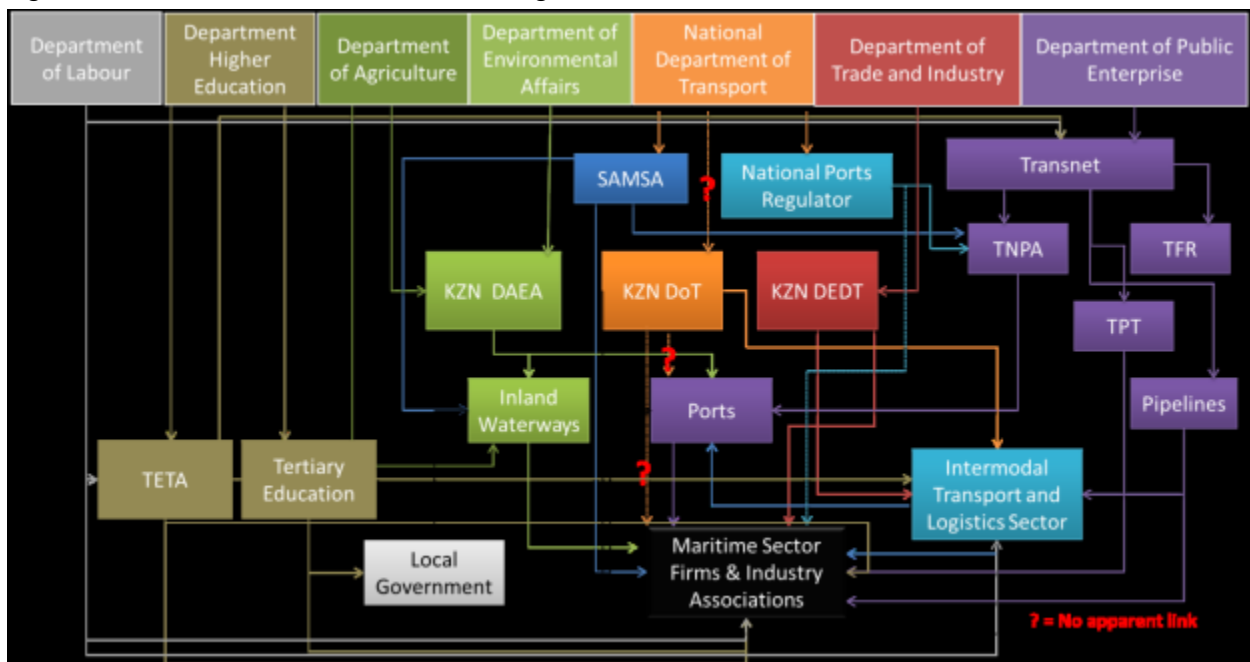 Department
of Labour
Department
Higher
Education
Department
of Agriculture
Department of
Environmental
Affairs
National
Department of
Transport
Department of
Trade and Industry
Department of Public
Enterprise
Transnet
SAMSA
National Ports
Regulator
?
TNPA
TFR
KZN DAEA
KZN DoT
KZN DEDT
TPT
?
Inland
Waterways
Ports
Pipelines
TETA
Tertiary
Education
?
Intermodal
Transport and
Logistics Sector
Local
Government
Maritime Sector
Firms & Industry
Associations
? = No apparent link